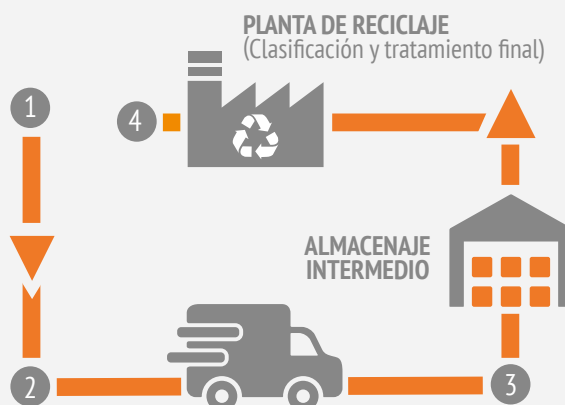 PLANTA DE RECICLAJE
(Clasificación y tratamiento final)
1
4
ALMACENAJE
INTERMEDIO
2
3